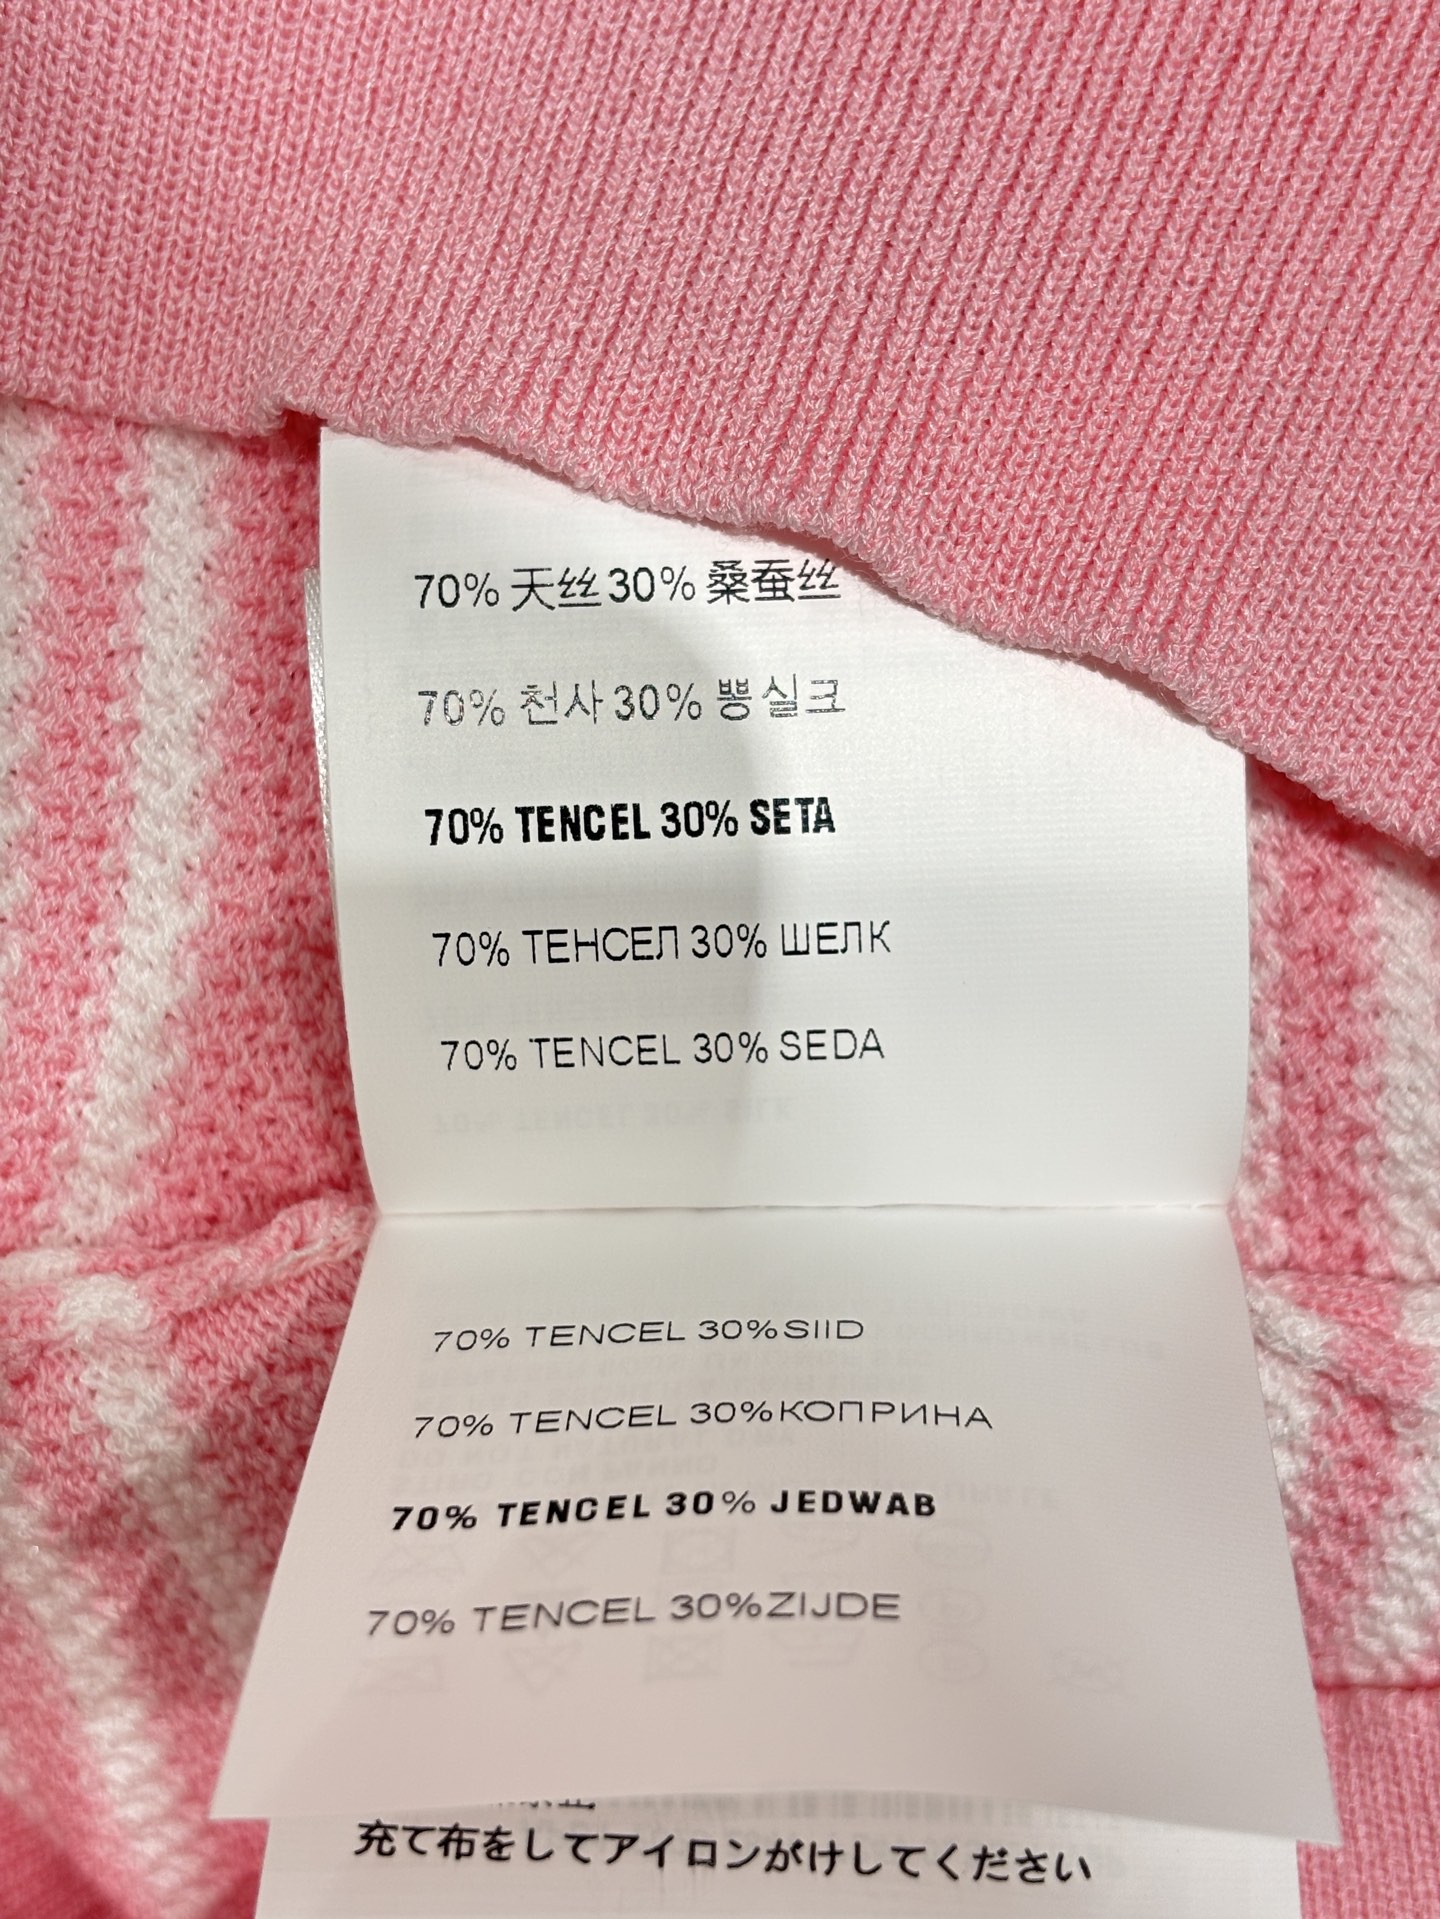 70% 天丝 30% 桑蚕丝
70% 천사 30% 뽕 실크
70% TENCEL 30% SETA
70% ТЕНСЕЛ 30% ШЕЛК
70% TENCEL 30% SEDA
70% TENCEL 30%SIID
70% TENCEL 30%КОПРИНА
70% TENCEL 30% JEDWAB
70% TENCEL 30%ZIJDE
充て布をしてアイロンがけしてください